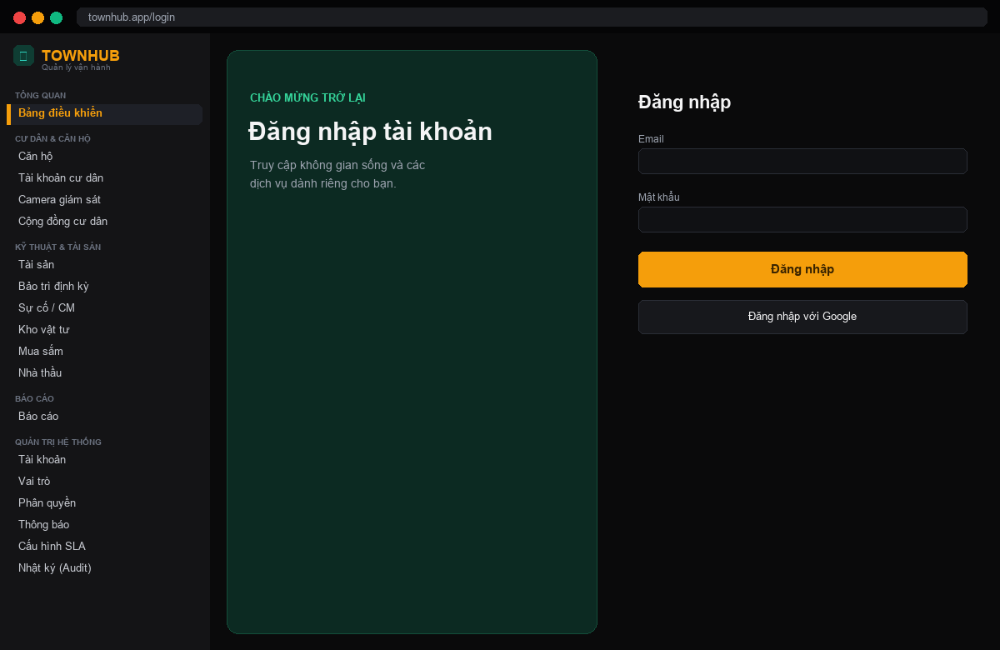 townhub.app/login
TOWNHUB
Quản lý vận hành
TỔNG QUAN
Bảng điều khiển
CƯ DÂN & CĂN HỘ
Căn hộ
Tài khoản cư dân
Camera giám sát
Cộng đồng cư dân
KỸ THUẬT & TÀI SẢN
Tài sản
Bảo trì định kỳ
Sự cố / CM
Kho vật tư
Mua sắm
Nhà thầu
BÁO CÁO
Báo cáo
QUẢN TRỊ HỆ THỐNG
Tài khoản
Vai trò
Phân quyền
Thông báo
Cấu hình SLA
Nhật ký (Audit)
CHÀO MỪNG TRỞ LẠI
Đăng nhập tài khoản
Truy cập không gian sống và các
dịch vụ dành riêng cho bạn.
Đăng nhập
Email
Mật khẩu
Đăng nhập
Đăng nhập với Google